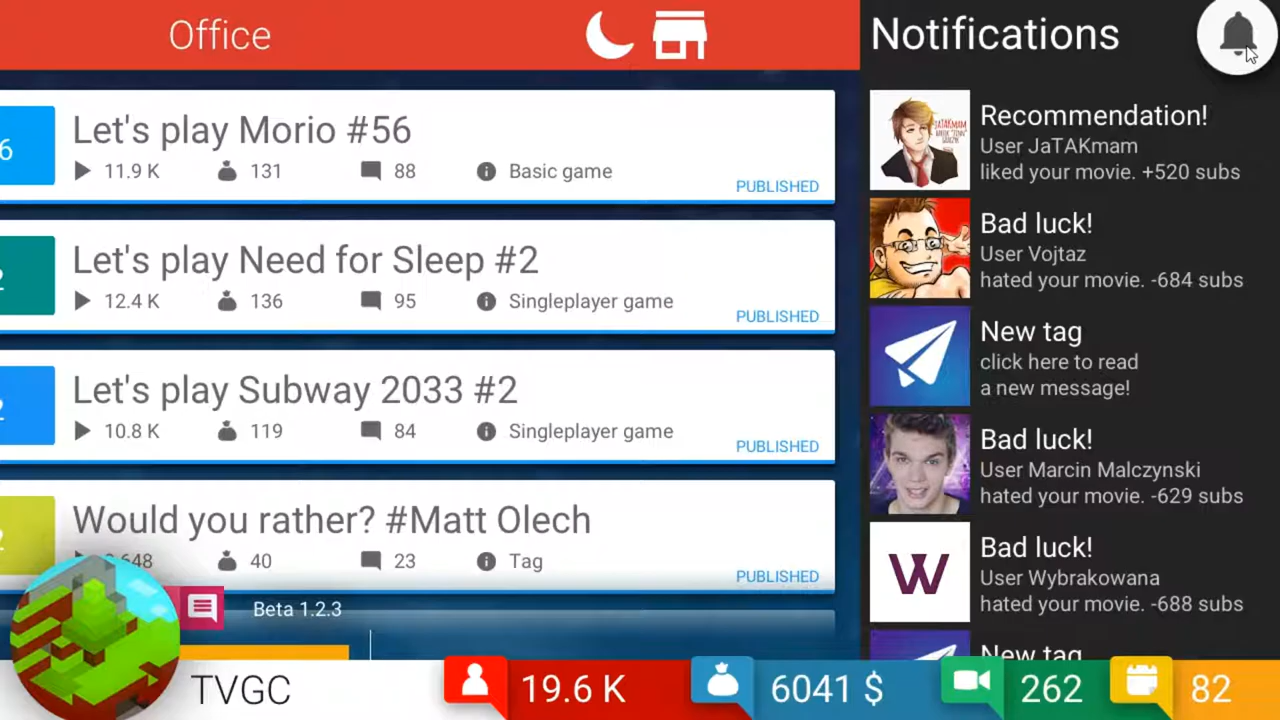 Office
6
Let's play Morio #56
11.9 K 131 88 Basic game
PUBLISHED
2
Let's play Need for Sleep #2
12.4 K 136 95 Singleplayer game
PUBLISHED
2
Let's play Subway 2033 #2
10.8 K 119 84 Singleplayer game
PUBLISHED
2
Would you rather? #Matt Olech
648 40 23 Tag
PUBLISHED
Beta 1.2.3
TVGC
19.6 K
6041 $
262
82
Notifications
Recommendation!
User JaTAKmam
liked your movie. +520 subs
Bad luck!
User Vojtaz
hated your movie. -684 subs
New tag
click here to read
a new message!
Bad luck!
User Marcin Malczynski
hated your movie. -629 subs
W
Bad luck!
User Wybrakowana
hated your movie. -688 subs
New tag